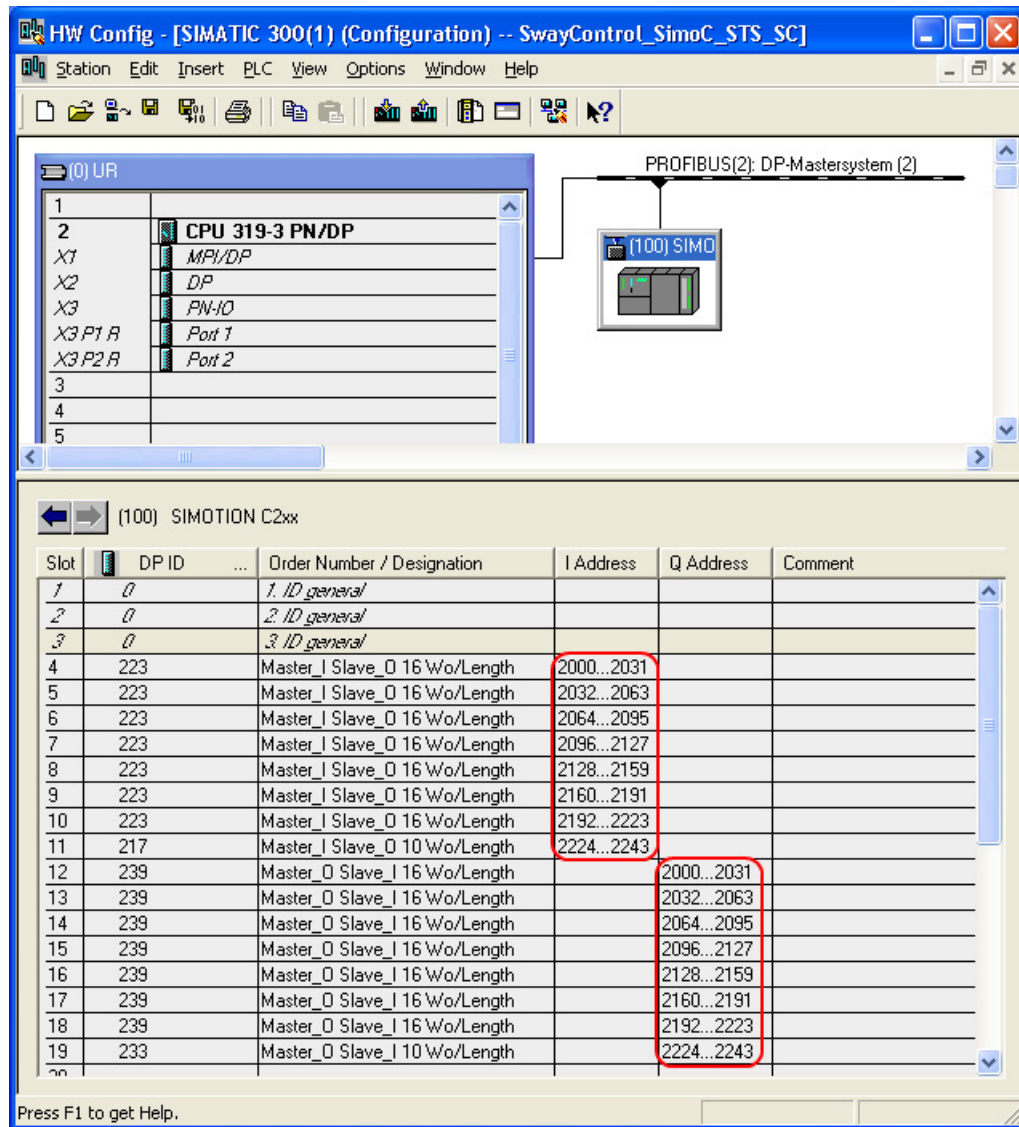 HW Config - [SIMATIC 300(1) (Configuration) -- SwayControl_SimoC_STS_SC]
Station Edit Insert PLC View Options Window Help
(0) UR
1
2 CPU 319-3 PN/DP
X1 MPI/DP
X2 DP
X3 PN-IO
X3 P1 R Port 1
X3 P2 R Port 2
3
4
5
PROFIBUS(2): DP-Mastersystem (2)
(100) SIMO
(100) SIMOTION C2xx
Slot DP ID ... Order Number / Designation I Address Q Address Comment
1 0 1. ID general
2 0 2. ID general
3 0 3. ID general
4 223 Master_I Slave_O 16 Wo/Length 2000...2031
5 223 Master_I Slave_O 16 Wo/Length 2032...2063
6 223 Master_I Slave_O 16 Wo/Length 2064...2095
7 223 Master_I Slave_O 16 Wo/Length 2096...2127
8 223 Master_I Slave_O 16 Wo/Length 2128...2159
9 223 Master_I Slave_O 16 Wo/Length 2160...2191
10 223 Master_I Slave_O 16 Wo/Length 2192...2223
11 217 Master_I Slave_O 10 Wo/Length 2224...2243
12 239 Master_O Slave_I 16 Wo/Length 2000...2031
13 239 Master_O Slave_I 16 Wo/Length 2032...2063
14 239 Master_O Slave_I 16 Wo/Length 2064...2095
15 239 Master_O Slave_I 16 Wo/Length 2096...2127
16 239 Master_O Slave_I 16 Wo/Length 2128...2159
17 239 Master_O Slave_I 16 Wo/Length 2160...2191
18 239 Master_O Slave_I 16 Wo/Length 2192...2223
19 233 Master_O Slave_I 10 Wo/Length 2224...2243
Press F1 to get Help.